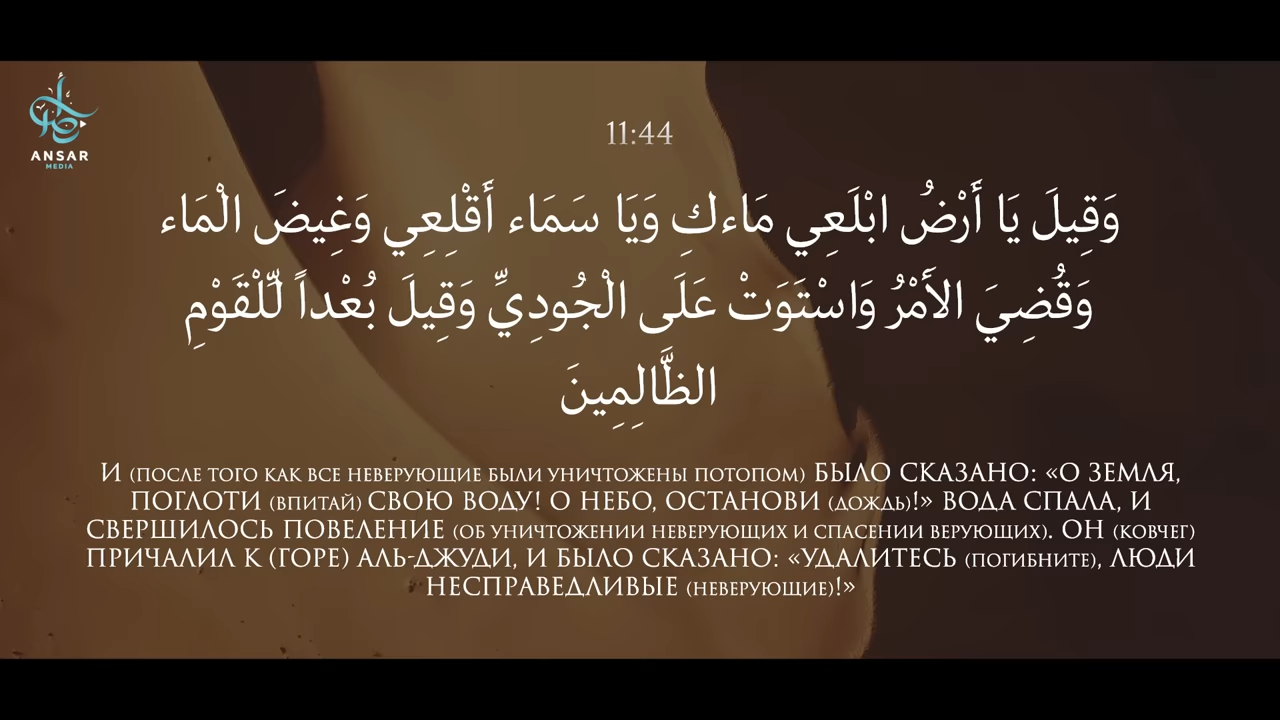 ANSAR
MEDIA
11:44
وَقِيلَ يَا أَرْضُ ابْلَعِي مَاءكِ وَيَا سَمَاء أَقْلِعِي وَغِيضَ الْمَاء
وَقُضِيَ الأَمْرُ وَاسْتَوَتْ عَلَى الْجُودِيِّ وَقِيلَ بُعْداً لِّلْقَوْمِ
الظَّالِمِينَ
И (ПОСЛЕ ТОГО КАК ВСЕ НЕВЕРУЮЩИЕ БЫЛИ УНИЧТОЖЕНЫ ПОТОПОМ) БЫЛО СКАЗАНО: «О ЗЕМЛЯ,
ПОГЛОТИ (ВПИТАЙ) СВОЮ ВОДУ! О НЕБО, ОСТАНОВИ (ДОЖДЬ)!» ВОДА СПАЛА, И
СВЕРШИЛОСЬ ПОВЕЛЕНИЕ (ОБ УНИЧТОЖЕНИИ НЕВЕРУЮЩИХ И СПАСЕНИИ ВЕРУЮЩИХ). ОН (КОВЧЕГ)
ПРИЧАЛИЛ К (ГОРЕ) АЛЬ-ДЖУДИ, И БЫЛО СКАЗАНО: «УДАЛИТЕСЬ (ПОГИБНИТЕ), ЛЮДИ
НЕСПРАВЕДЛИВЫЕ (НЕВЕРУЮЩИЕ)!»